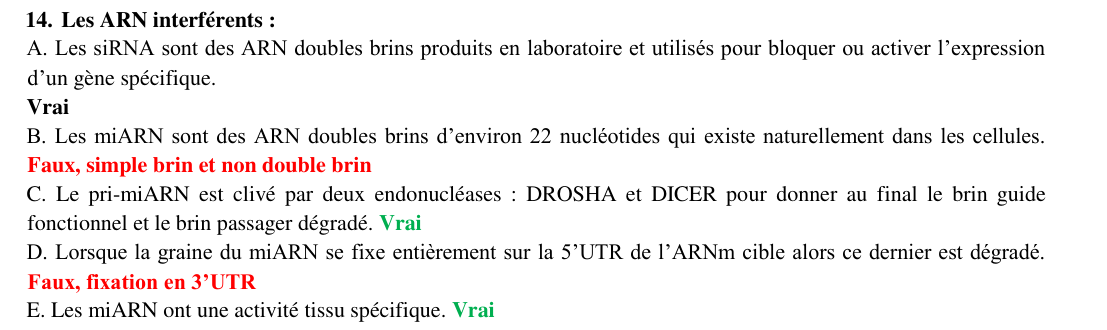 14. Les ARN interférents :
A. Les siRNA sont des ARN doubles brins produits en laboratoire et utilisés pour bloquer ou activer l’expression
d’un gène spécifique.
Vrai
B. Les miARN sont des ARN doubles brins d’environ 22 nucléotides qui existe naturellement dans les cellules.
Faux, simple brin et non double brin
C. Le pri-miARN est clivé par deux endonucléases : DROSHA et DICER pour donner au final le brin guide
fonctionnel et le brin passager dégradé. Vrai
D. Lorsque la graine du miARN se fixe entièrement sur la 5’UTR de l’ARNm cible alors ce dernier est dégradé.
Faux, fixation en 3’UTR
E. Les miARN ont une activité tissu spécifique. Vrai